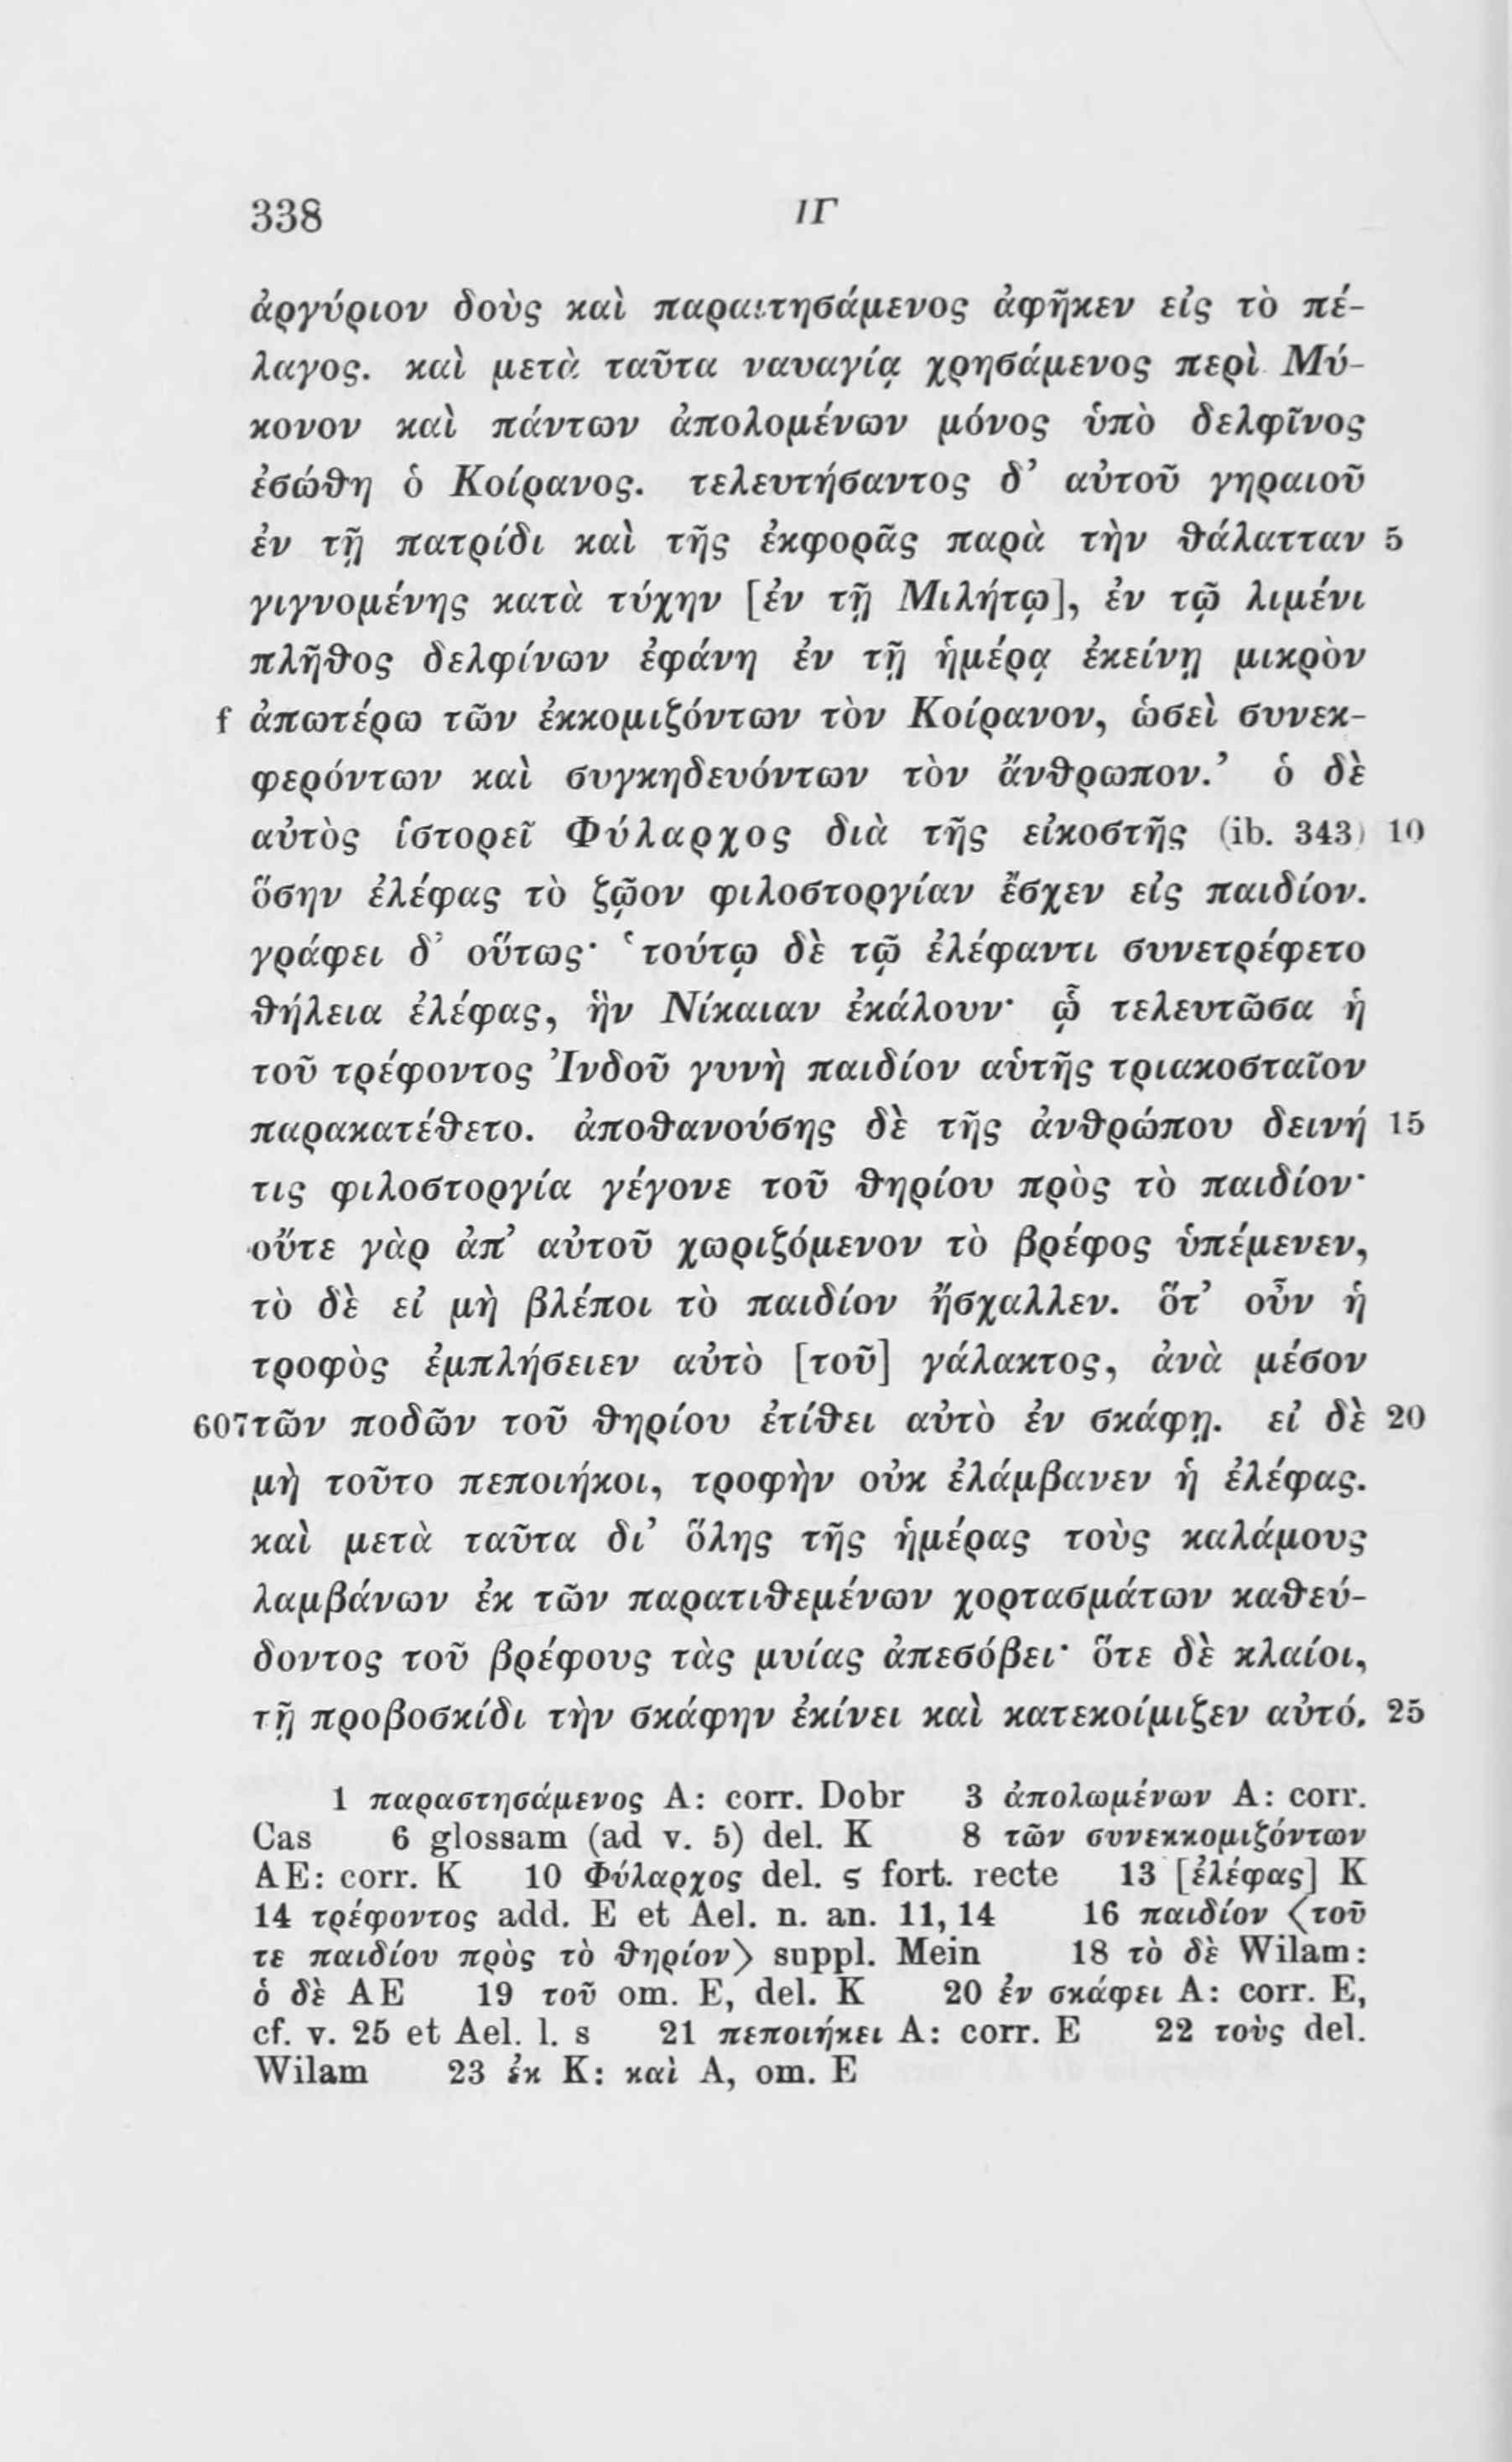 338 ΙΓ
ἀργύριον δοὺς καὶ παραιτησάμενος ἀφῆκεν εἰς τὸ πέ-
λαγος. καὶ μετὰ ταῦτα ναυαγίᾳ χρησάμενος περὶ Μύ-
κονον καὶ πάντων ἀπολομένων μόνος ὑπὸ δελφῖνος
ἐσώθη ὁ Κοίρανος. τελευτήσαντος δ’ αὐτοῦ γηραιοῦ
ἐν τῇ πατρίδι καὶ τῆς ἐκφορᾶς παρὰ τὴν θάλατταν 5
γιγνομένης κατὰ τύχην [ἐν τῇ Μιλήτῳ], ἐν τῷ λιμένι
πλῆθος δελφίνων ἐφάνη ἐν τῇ ἡμέρᾳ ἐκείνῃ μικρὸν
f ἀπωτέρω τῶν ἐκκομιζόντων τὸν Κοίρανον, ὡσεὶ συνεκ-
φερόντων καὶ συγκηδευόντων τὸν ἄνθρωπον.’ ὁ δὲ
αὐτὸς ἱστορεῖ Φύλαρχος διὰ τῆς εἰκοστῆς (ib. 343) 10
ὅσην ἐλέφας τὸ ζῷον φιλοστοργίαν ἔσχεν εἰς παιδίον.
γράφει δ’ οὕτως· ‘τούτῳ δὲ τῷ ἐλέφαντι συνετρέφετο
θήλεια ἐλέφας, ἣν Νίκαιαν ἐκάλουν· ᾧ τελευτῶσα ἡ
τοῦ τρέφοντος Ἰνδοῦ γυνὴ παιδίον αὑτῆς τριακοσταῖον
παρακατέθετο. ἀποθανούσης δὲ τῆς ἀνθρώπου δεινή 15
τις φιλοστοργία γέγονε τοῦ θηρίου πρὸς τὸ παιδίον·
οὔτε γὰρ ἀπ’ αὐτοῦ χωριζόμενον τὸ βρέφος ὑπέμενεν,
τὸ δὲ εἰ μὴ βλέποι τὸ παιδίον ἤσχαλλεν. ὅτ’ οὖν ἡ
τροφὸς ἐμπλήσειεν αὐτὸ [τοῦ] γάλακτος, ἀνὰ μέσον
607 τῶν ποδῶν τοῦ θηρίου ἐτίθει αὐτὸ ἐν σκάφῃ. εἰ δὲ 20
μὴ τοῦτο πεποιήκοι, τροφὴν οὐκ ἐλάμβανεν ἡ ἐλέφας.
καὶ μετὰ ταῦτα δι’ ὅλης τῆς ἡμέρας τοὺς καλάμους
λαμβάνων ἐκ τῶν παρατιθεμένων χορτασμάτων καθεύ-
δοντος τοῦ βρέφους τὰς μυίας ἀπεσόβει· ὅτε δὲ κλαίοι,
τῇ προβοσκίδι τὴν σκάφην ἐκίνει καὶ κατεκοίμιζεν αὐτό. 25
1 παραστησάμενος A: corr. Dobr 3 ἀπολωμένων A: corr.
Cas 6 glossam (ad v. 5) del. K 8 τῶν συνεκκομιζόντων
AE: corr. K 10 Φύλαρχος del. ς fort. recte 13 [ἐλέφας] K
14 τρέφοντος add. E et Ael. n. an. 11, 14 16 παιδίον ⟨τοῦ
τε παιδίου πρὸς τὸ θηρίον⟩ suppl. Mein 18 τὸ δὲ Wilam:
ὁ δὲ AE 19 τοῦ om. E, del. K 20 ἐν σκάφει A: corr. E,
cf. v. 25 et Ael. l. s 21 πεποιήκει A: corr. E 22 τοὺς del.
Wilam 23 ἐκ K: καὶ A, om. E